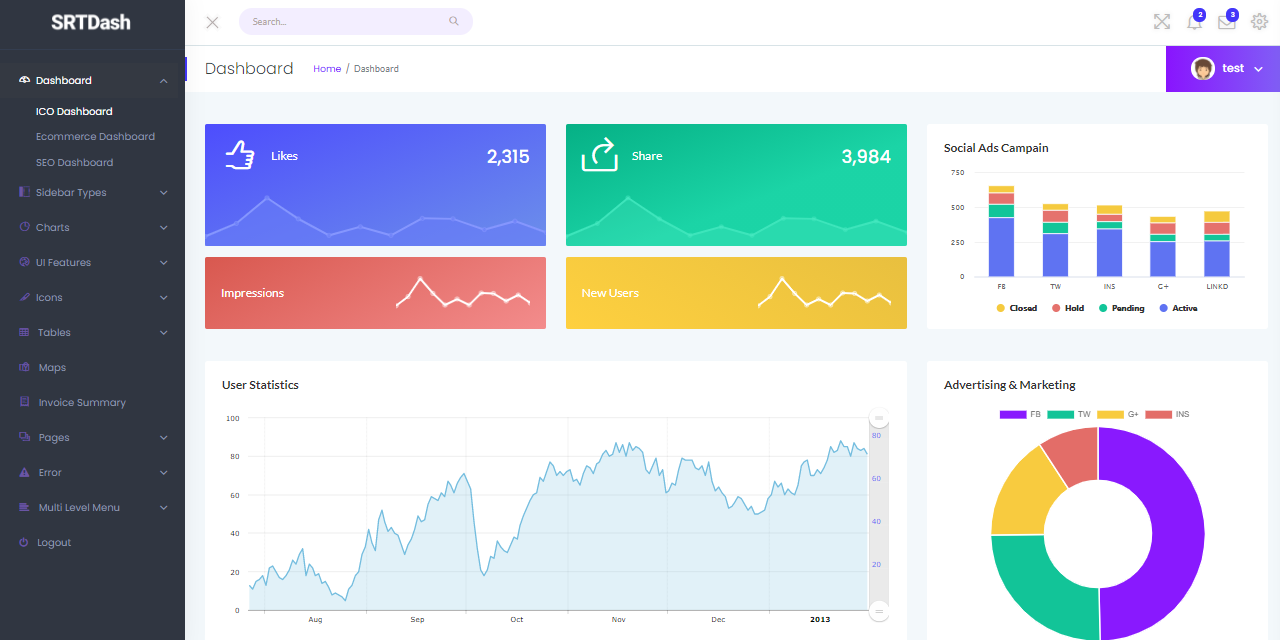 SRTDash
Search...
2
3
Dashboard
Home / Dashboard
test
Dashboard
ICO Dashboard
Ecommerce Dashboard
SEO Dashboard
Sidebar Types
Charts
UI Features
Icons
Tables
Maps
Invoice Summary
Pages
Error
Multi Level Menu
Logout
Likes
2,315
Share
3,984
Impressions
New Users
Social Ads Campain
750
500
250
0
FB TW INS G+ LINKD
Closed Hold Pending Active
User Statistics
100
80
60
40
20
0
80
60
40
20
Aug Sep Oct Nov Dec 2013
Advertising & Marketing
FB TW G+ INS